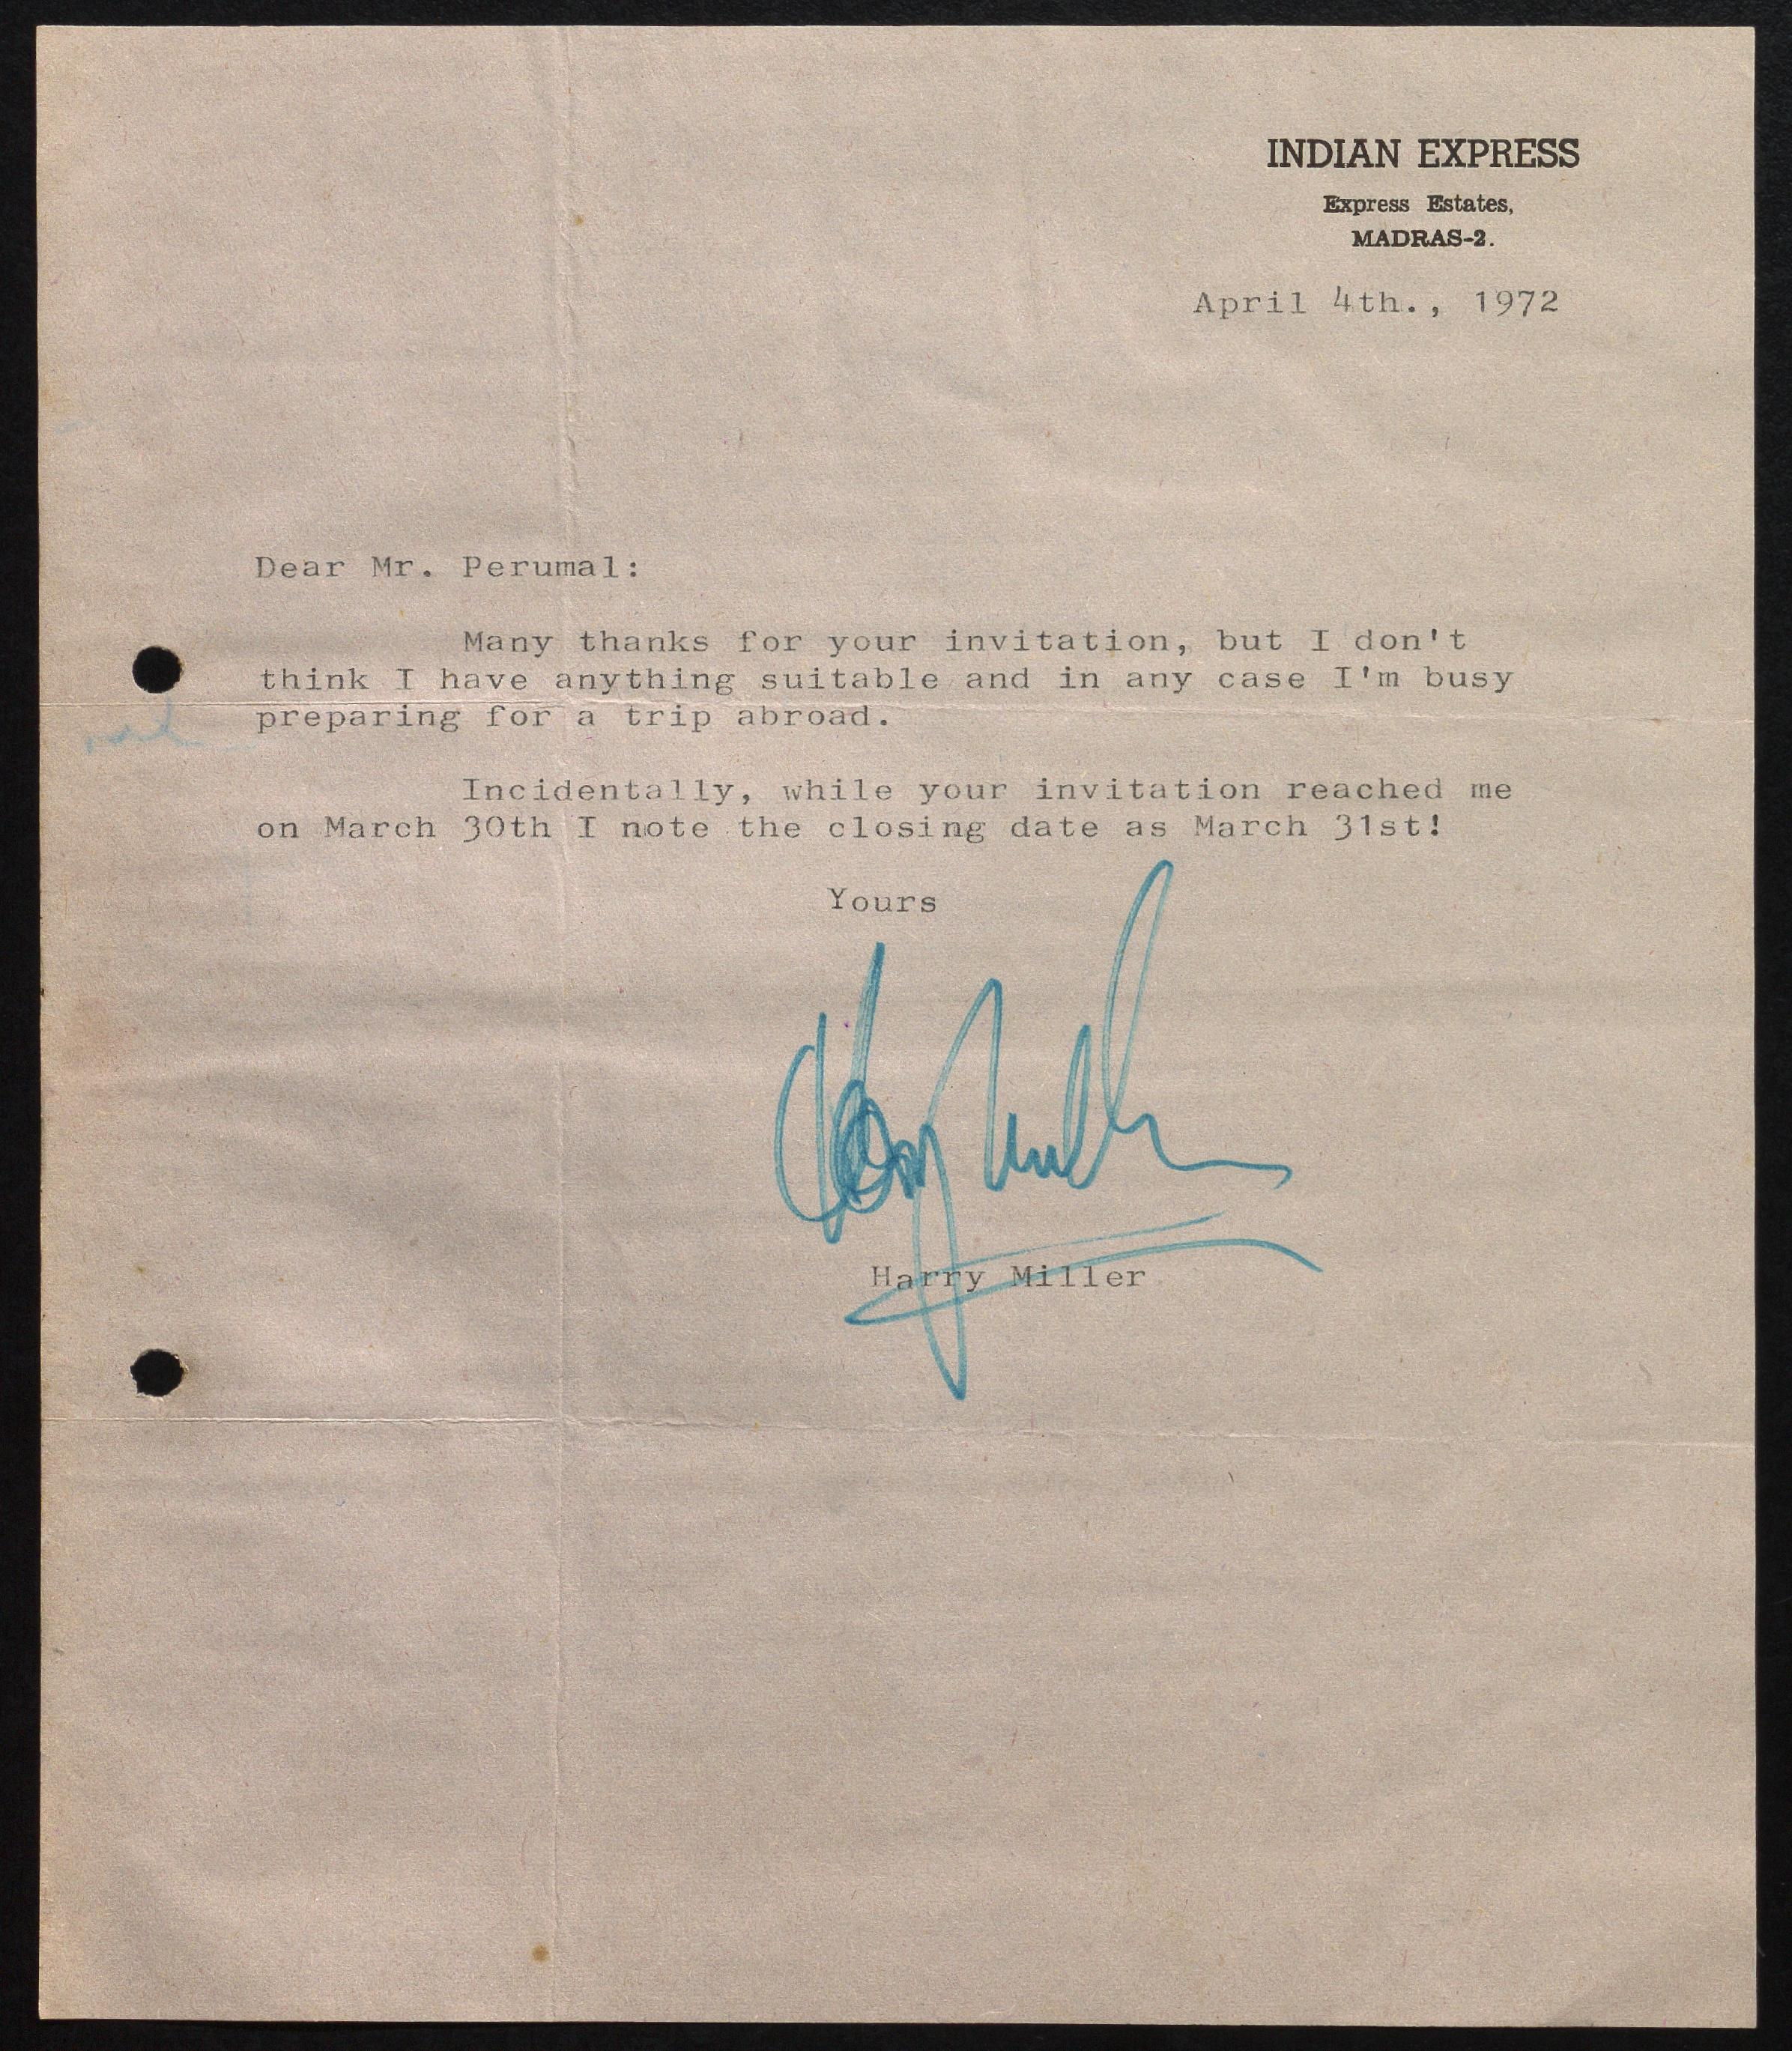 INDIAN EXPRESS
Express Estates,
MADRAS-2.
April 4th., 1972
Dear Mr. Perumal:
Many thanks for your invitation, but I don't
think I have anything suitable and in any case I'm busy
preparing for a trip abroad.
Incidentally, while your invitation reached me
on March 30th I note the closing date as March 31st!
Yours
Harry Miller
Harry Miller